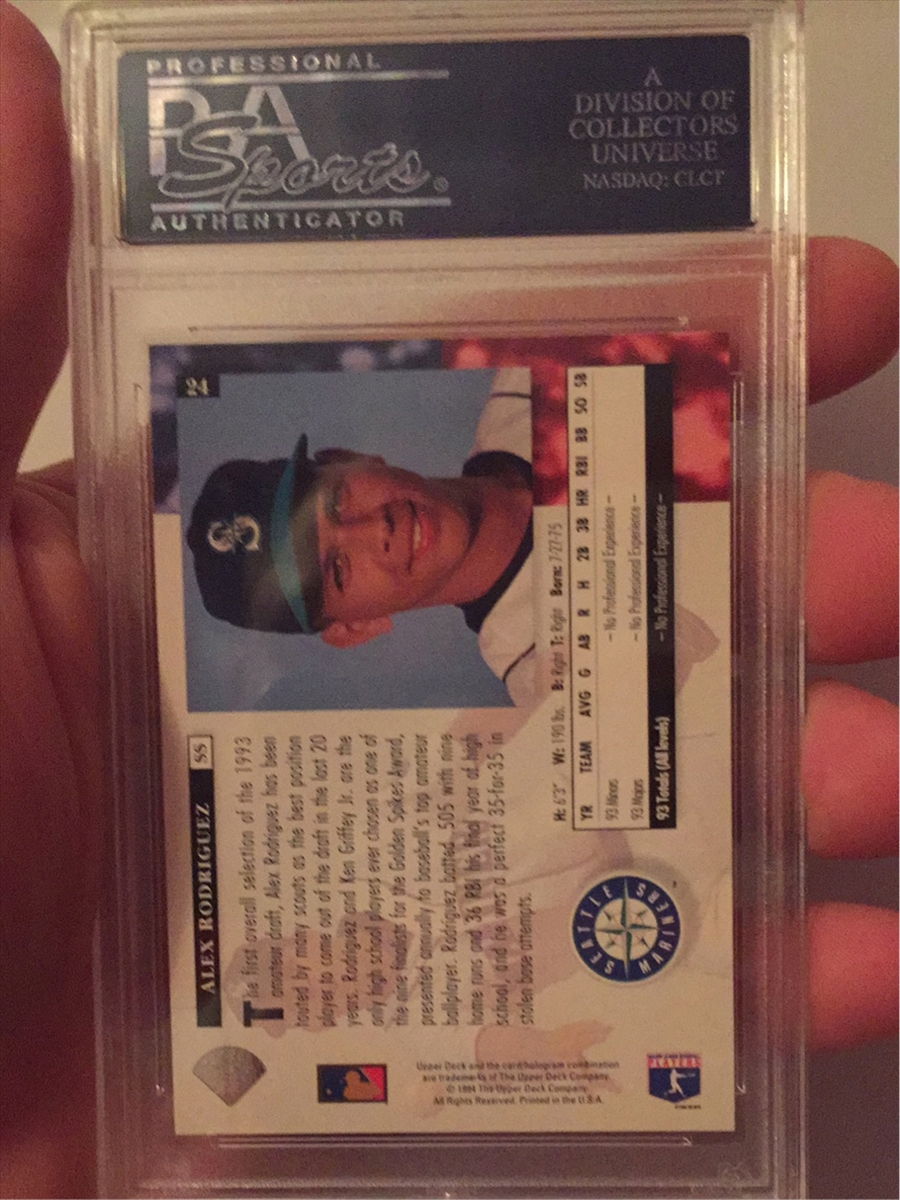 PROFESSIONAL
PSA
Sports®
AUTHENTICATOR
A
DIVISION OF
COLLECTORS
UNIVERSE
NASDAQ: CLCT
24
ALEX RODRIGUEZ SS
The first overall selection of the 1993
amateur draft, Alex Rodriguez has been
touted by many scouts as the best position
player to come out of the draft in the last 20
years. Rodriguez and Ken Griffey Jr. are the
only high school players ever chosen as one of
the nine finalists for the Golden Spikes Award,
presented annually to baseball's top amateur
ballplayer. Rodriguez batted .505 with nine
home runs and 36 RBI his final year of high
school, and he was a perfect 35-for-35 in
stolen base attempts.
H: 6'3" W: 190 lbs. B: Right T: Right Born: 7-27-75
YR TEAM AVG G AB R H 2B 3B HR RBI BB SO SB
93 Minors – No Professional Experience –
93 Majors – No Professional Experience –
93 Totals (All levels) – No Professional Experience –
SEATTLE
MARINERS
™
Upper Deck and the card/hologram combination
are trademarks of The Upper Deck Company.
© 1994 The Upper Deck Company.
All Rights Reserved. Printed in the U.S.A.
PLAYERS